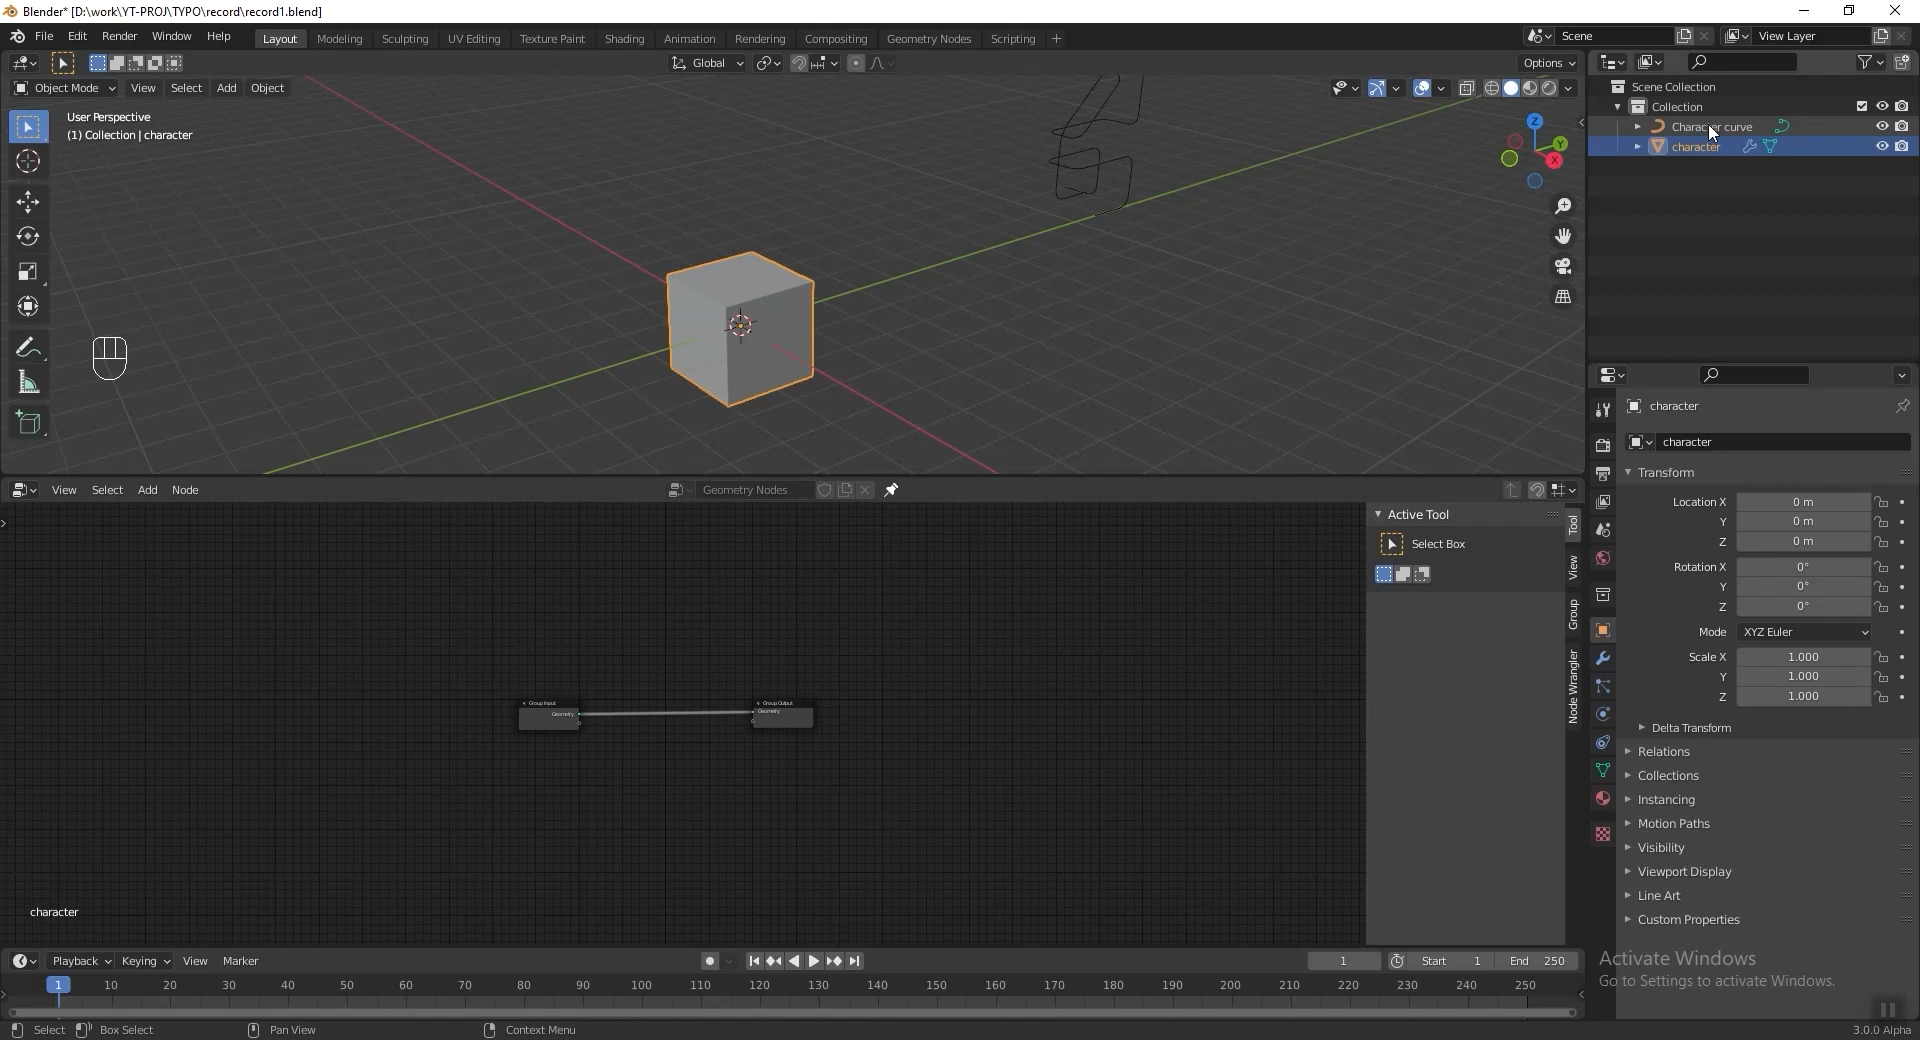 Blender* [D:\work\YT-PROJ\TYPO\record\record1.blend]
File Edit Render Window Help Layout Modeling Sculpting UV Editing Texture Paint Shading Animation Rendering Compositing Geometry Nodes Scripting + Scene View Layer
Global Options
Object Mode View Select Add Object
User Perspective
(1) Collection | character
Z
Y
X
Scene Collection
Collection
Character curve
character
character
character
Transform
Location X 0 m
Y 0 m
Z 0 m
Rotation X 0°
Y 0°
Z 0°
Mode XYZ Euler
Scale X 1.000
Y 1.000
Z 1.000
Delta Transform
Relations
Collections
Instancing
Motion Paths
Visibility
Viewport Display
Line Art
Custom Properties
View Select Add Node Geometry Nodes
Active Tool
Select Box
Tool
View
Group
Node Wrangler
Group Input
Geometry
Group Output
Geometry
character
Playback Keying View Marker 1 Start 1 End 250
1 10 20 30 40 50 60 70 80 90 100 110 120 130 140 150 160 170 180 190 200 210 220 230 240 250
Activate Windows
Go to Settings to activate Windows.
Select Box Select Pan View Context Menu 3.0.0 Alpha